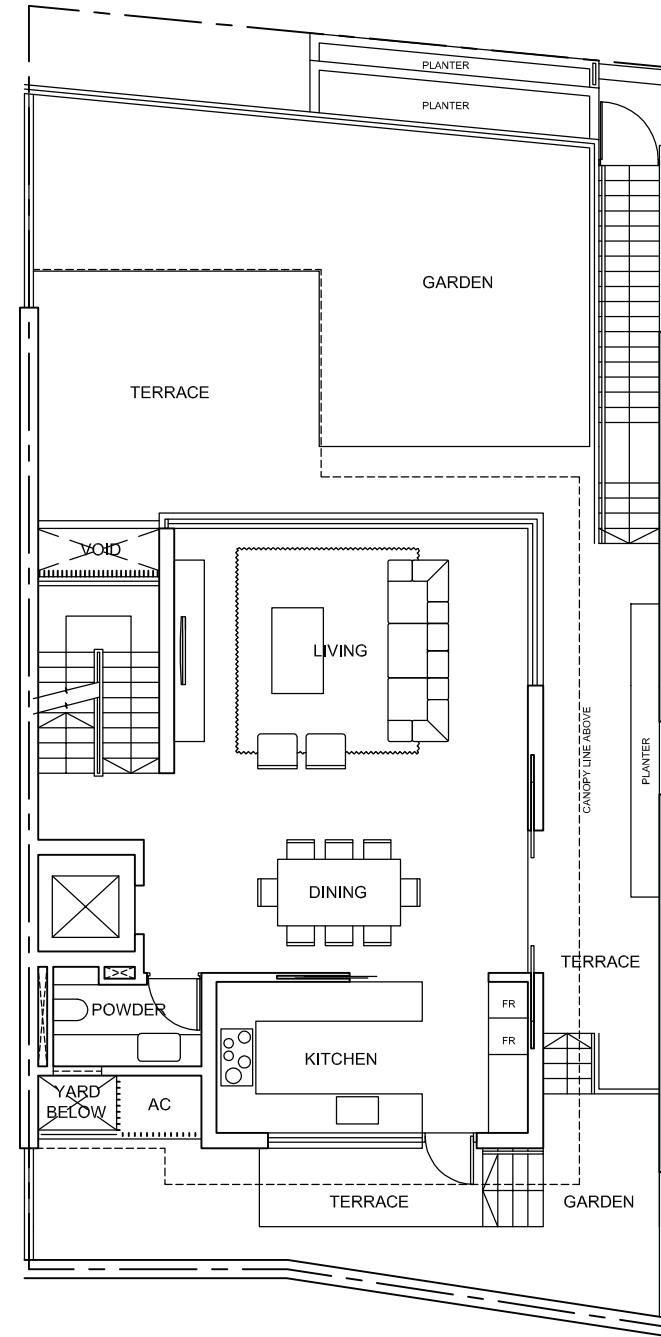 PLANTER
PLANTER
GARDEN
TERRACE
VOID
LIVING
CANOPY LINE ABOVE
PLANTER
DINING
TERRACE
POWDER
FR
FR
KITCHEN
YARD
BELOW
AC
TERRACE
GARDEN